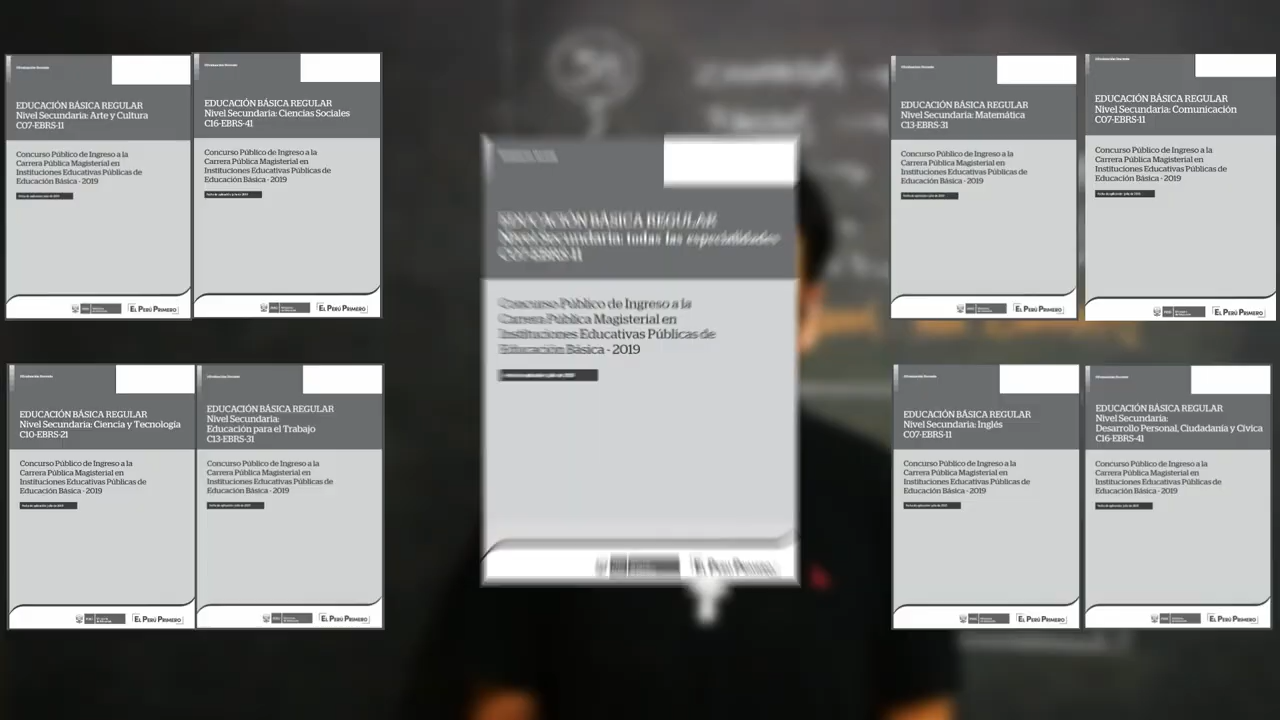 EDUCACIÓN BÁSICA REGULAR
Nivel Secundaria: Arte y Cultura
C07-EBRS-11
Concurso Público de Ingreso a la
Carrera Pública Magisterial en
Instituciones Educativas Públicas de
Educación Básica - 2019
EL PERÚ PRIMERO
EDUCACIÓN BÁSICA REGULAR
Nivel Secundaria: Ciencias Sociales
C16-EBRS-41
Concurso Público de Ingreso a la
Carrera Pública Magisterial en
Instituciones Educativas Públicas de
Educación Básica - 2019
EL PERÚ PRIMERO
EDUCACIÓN BÁSICA REGULAR
Nivel Secundaria: todas las especialidades
C07-EBRS-11
Concurso Público de Ingreso a la
Carrera Pública Magisterial en
Instituciones Educativas Públicas de
Educación Básica - 2019
EDUCACIÓN BÁSICA REGULAR
Nivel Secundaria: Matemática
C13-EBRS-31
Concurso Público de Ingreso a la
Carrera Pública Magisterial en
Instituciones Educativas Públicas de
Educación Básica - 2019
EL PERÚ PRIMERO
EDUCACIÓN BÁSICA REGULAR
Nivel Secundaria: Comunicación
C07-EBRS-11
Concurso Público de Ingreso a la
Carrera Pública Magisterial en
Instituciones Educativas Públicas de
Educación Básica - 2019
EL PERÚ PRIMERO
EDUCACIÓN BÁSICA REGULAR
Nivel Secundaria: Ciencia y Tecnología
C10-EBRS-21
Concurso Público de Ingreso a la
Carrera Pública Magisterial en
Instituciones Educativas Públicas de
Educación Básica - 2019
EL PERÚ PRIMERO
EDUCACIÓN BÁSICA REGULAR
Nivel Secundaria:
Educación para el Trabajo
C13-EBRS-31
Concurso Público de Ingreso a la
Carrera Pública Magisterial en
Instituciones Educativas Públicas de
Educación Básica - 2019
EL PERÚ PRIMERO
EDUCACIÓN BÁSICA REGULAR
Nivel Secundaria: Inglés
C07-EBRS-11
Concurso Público de Ingreso a la
Carrera Pública Magisterial en
Instituciones Educativas Públicas de
Educación Básica - 2019
EL PERÚ PRIMERO
EDUCACIÓN BÁSICA REGULAR
Nivel Secundaría:
Desarrollo Personal, Ciudadanía y Cívica
C16-EBRS-41
Concurso Público de Ingreso a la
Carrera Pública Magisterial en
Instituciones Educativas Públicas de
Educación Básica - 2019
EL PERÚ PRIMERO